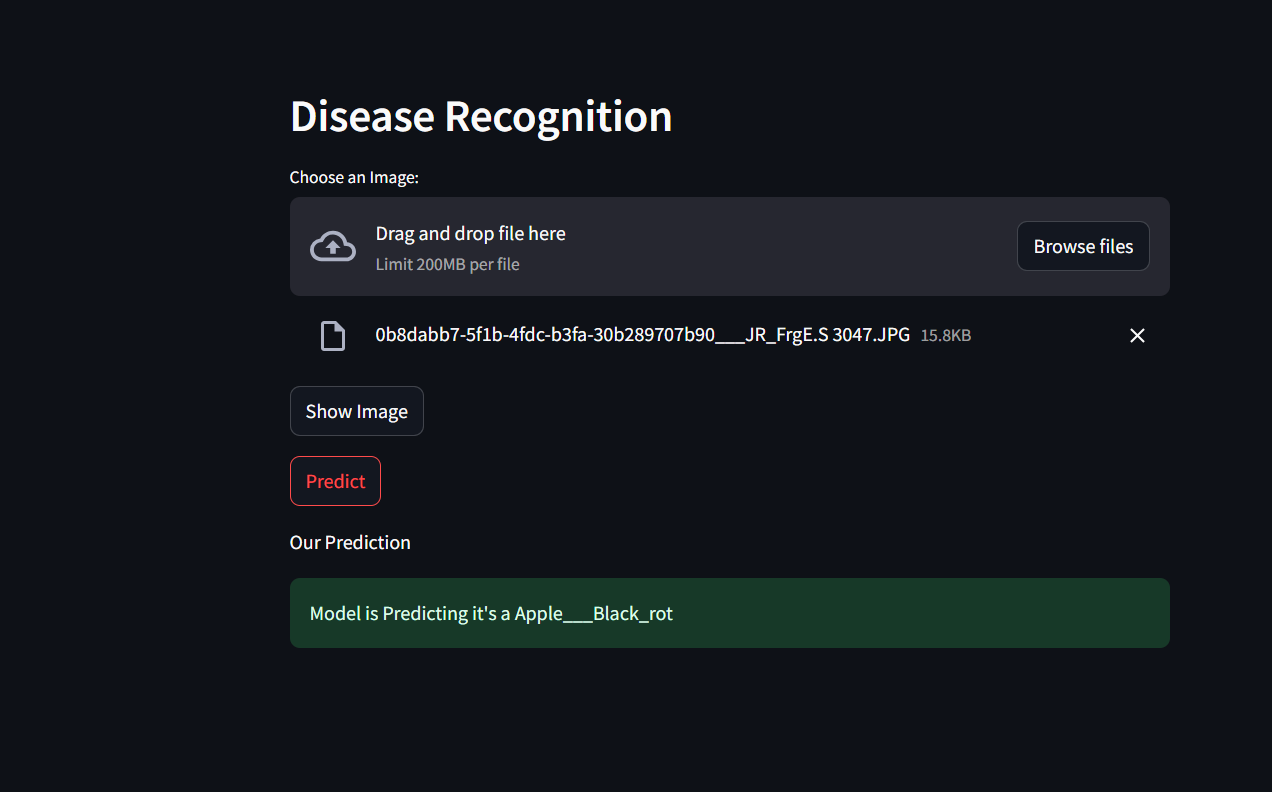 Disease Recognition
Choose an Image:
Drag and drop file here
Limit 200MB per file
Browse files
0b8dabb7-5f1b-4fdc-b3fa-30b289707b90___JR_FrgE.S 3047.JPG 15.8KB
Show Image
Predict
Our Prediction
Model is Predicting it's a Apple___Black_rot